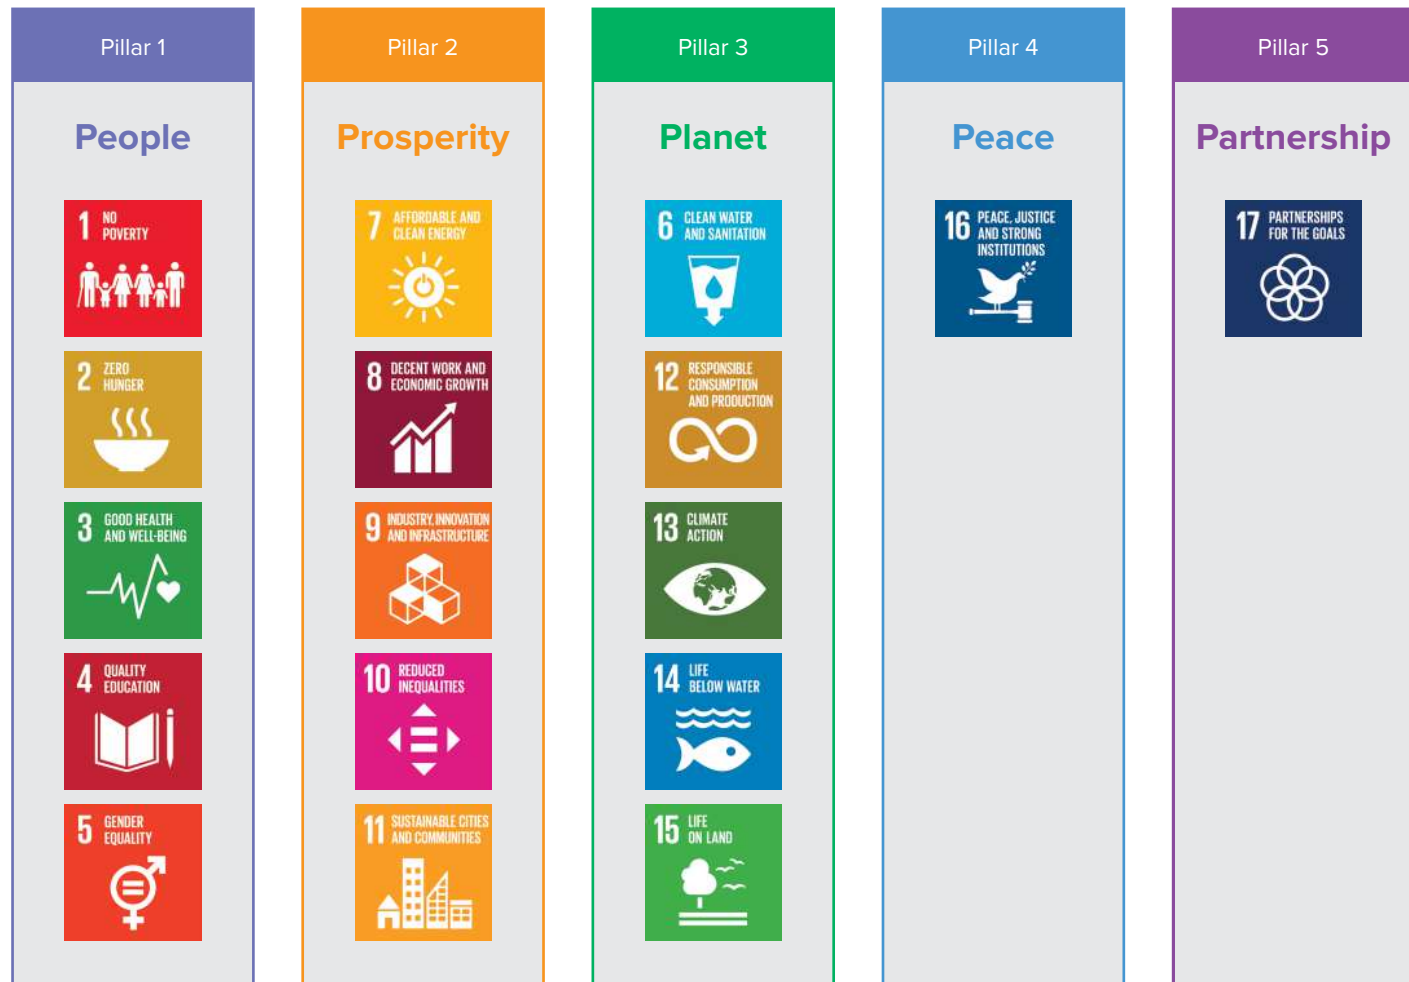 Pillar 1
People
1 NO
POVERTY
2 ZERO
HUNGER
3 GOOD HEALTH
AND WELL-BEING
4 QUALITY
EDUCATION
5 GENDER
EQUALITY
Pillar 2
Prosperity
7 AFFORDABLE AND
CLEAN ENERGY
8 DECENT WORK AND
ECONOMIC GROWTH
9 INDUSTRY, INNOVATION
AND INFRASTRUCTURE
10 REDUCED
INEQUALITIES
11 SUSTAINABLE CITIES
AND COMMUNITIES
Pillar 3
Planet
6 CLEAN WATER
AND SANITATION
12 RESPONSIBLE
CONSUMPTION
AND PRODUCTION
13 CLIMATE
ACTION
14 LIFE
BELOW WATER
15 LIFE
ON LAND
Pillar 4
Peace
16 PEACE, JUSTICE
AND STRONG
INSTITUTIONS
Pillar 5
Partnership
17 PARTNERSHIPS
FOR THE GOALS